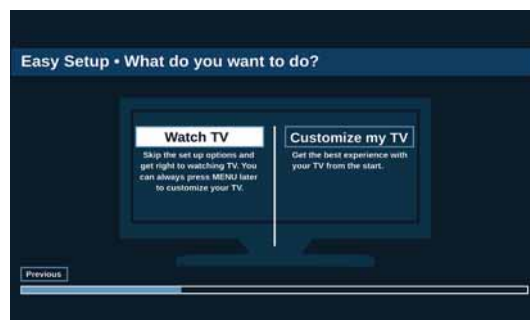 Easy Setup • What do you want to do?
Watch TV
Skip the set up options and
get right to watching TV. You
can always press MENU later
to customize your TV.
Customize my TV
Get the best experience with
your TV from the start.
Previous